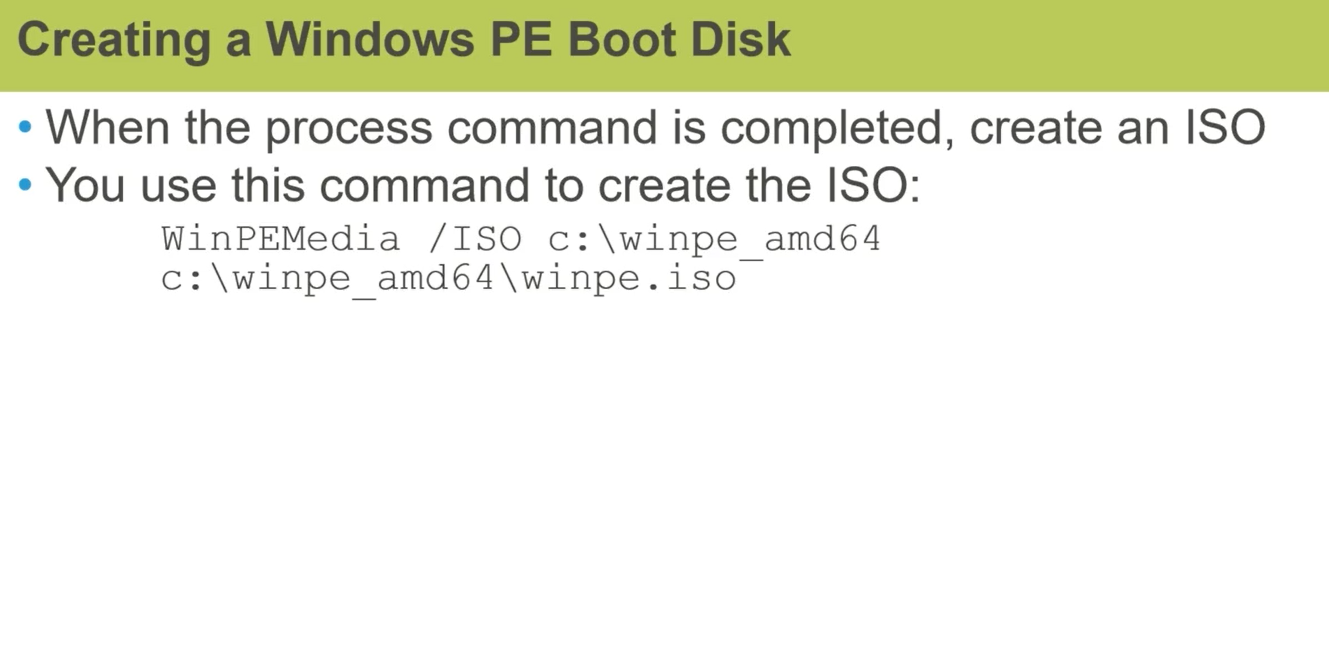 Creating a Windows PE Boot Disk
• When the process command is completed, create an ISO
• You use this command to create the ISO:
WinPEMedia /ISO c:\winpe_amd64
c:\winpe_amd64\winpe.iso